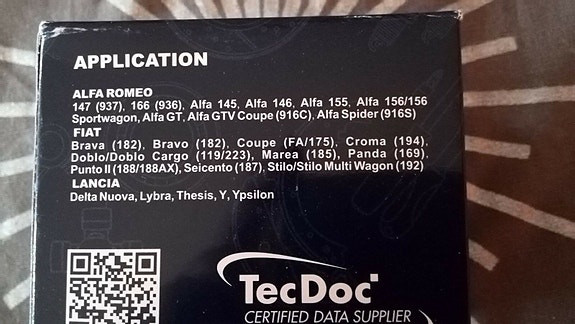 APPLICATION
ALFA ROMEO
147 (937), 166 (936), Alfa 145, Alfa 146, Alfa 155, Alfa 156/156
Sportwagon, Alfa GT, Alfa GTV Coupe (916C), Alfa Spider (916S)
FIAT
Brava (182), Bravo (182), Coupe (FA/175), Croma (194),
Doblo/Doblo Cargo (119/223), Marea (185), Panda (169),
Punto II (188/188AX), Seicento (187), Stilo/Stilo Multi Wagon (192)
LANCIA
Delta Nuova, Lybra, Thesis, Y, Ypsilon
TecDoc
CERTIFIED DATA SUPPLIER